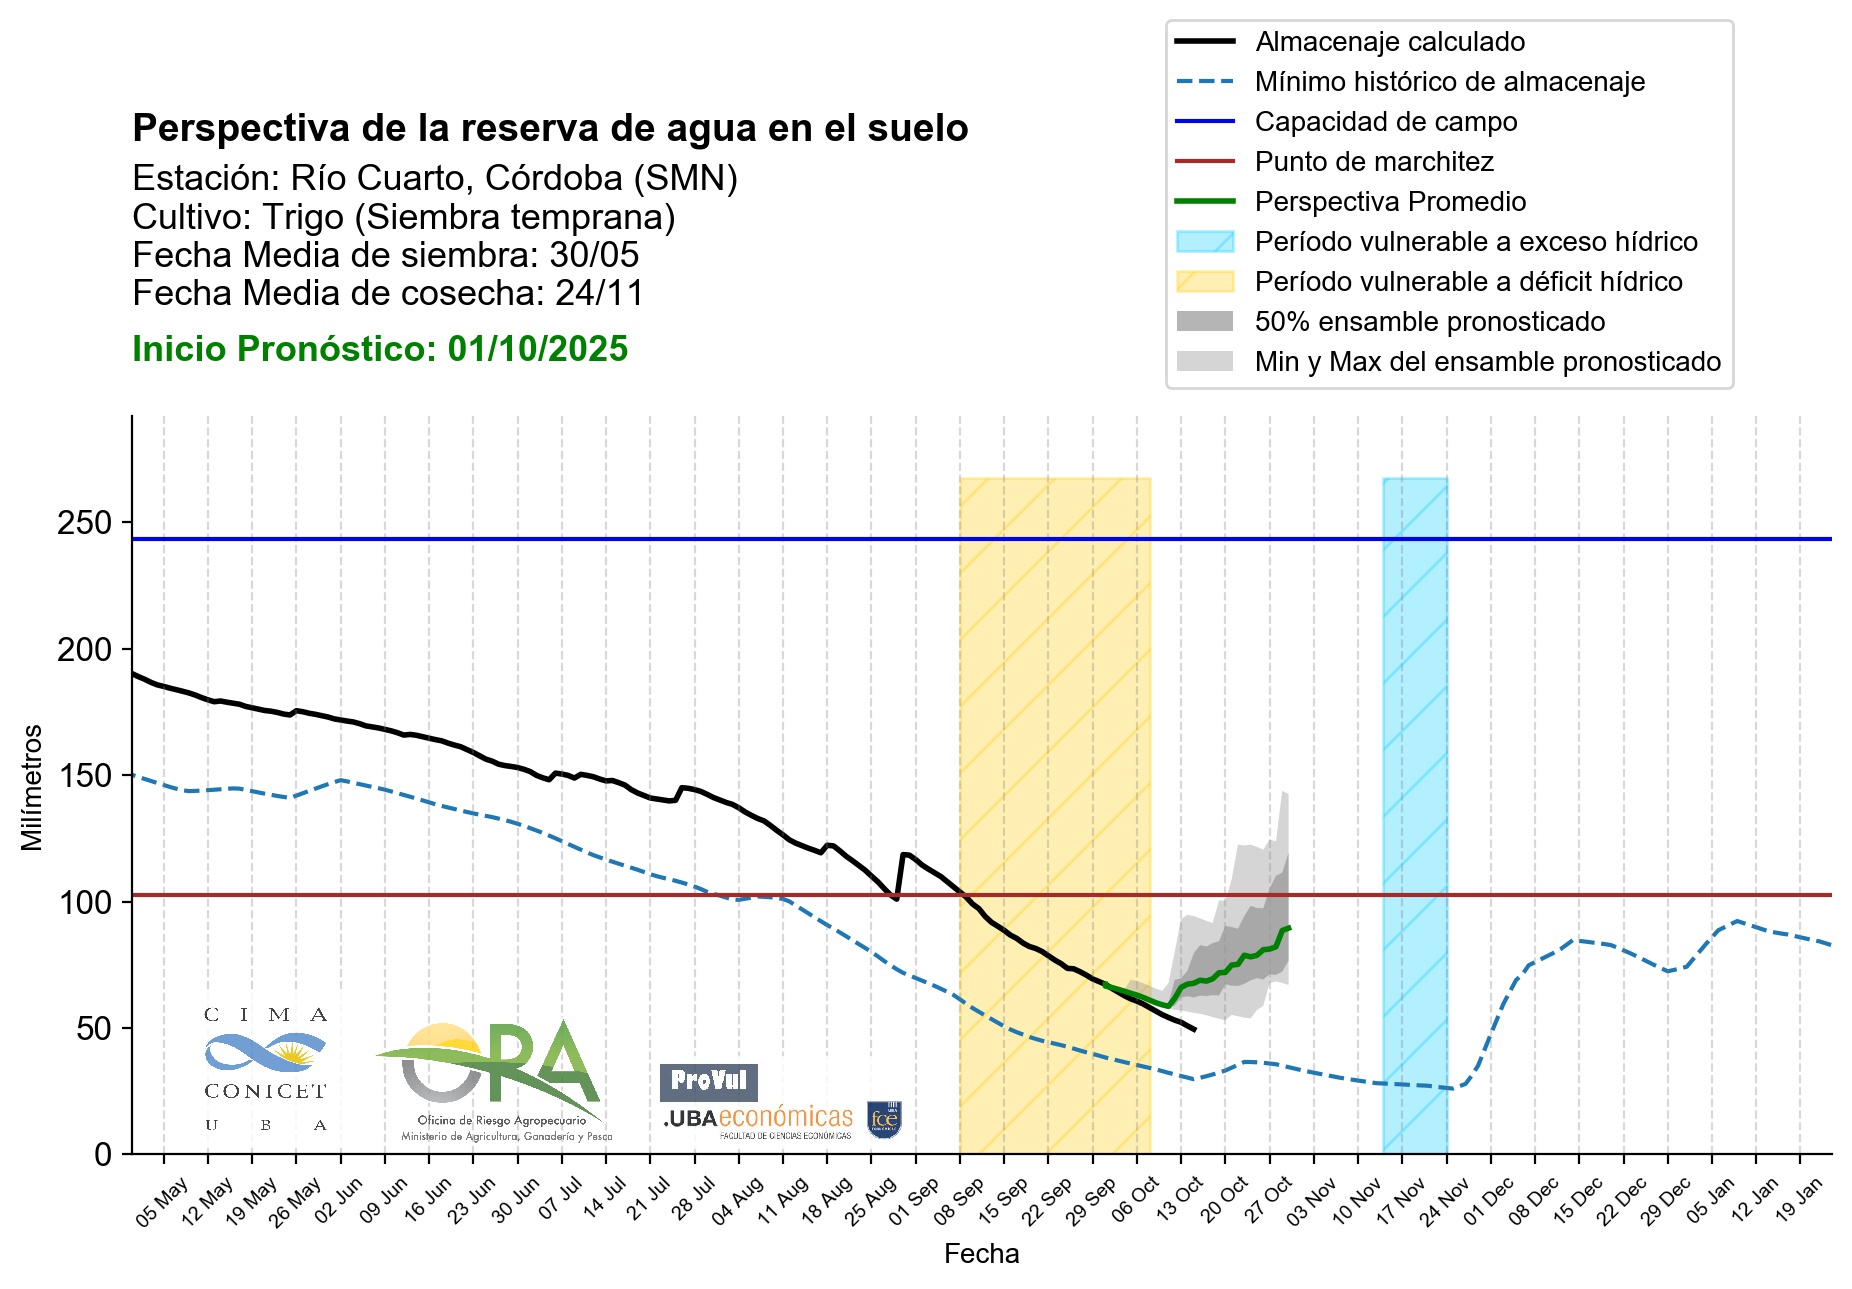 Almacenaje calculado
Mínimo histórico de almacenaje
Capacidad de campo
Punto de marchitez
Perspectiva Promedio
Período vulnerable a exceso hídrico
Período vulnerable a déficit hídrico
50% ensamble pronosticado
Min y Max del ensamble pronosticado
Perspectiva de la reserva de agua en el suelo
Estación: Río Cuarto, Córdoba (SMN)
Cultivo: Trigo (Siembra temprana)
Fecha Media de siembra: 30/05
Fecha Media de cosecha: 24/11
Inicio Pronóstico: 01/10/2025
250
200
150
100
50
0
Milímetros
CIMA
CONICET
UBA
ORA
Oficina de Riesgo Agropecuario
Ministerio de Agricultura, Ganadería y Pesca
ProVul
.UBAeconómicas
FACULTAD DE CIENCIAS ECONÓMICAS
fce
05 May
12 May
19 May
26 May
02 Jun
09 Jun
16 Jun
23 Jun
30 Jun
07 Jul
14 Jul
21 Jul
28 Jul
04 Aug
11 Aug
18 Aug
25 Aug
01 Sep
08 Sep
15 Sep
22 Sep
29 Sep
06 Oct
13 Oct
20 Oct
27 Oct
03 Nov
10 Nov
17 Nov
24 Nov
01 Dec
08 Dec
15 Dec
22 Dec
29 Dec
05 Jan
12 Jan
19 Jan
Fecha